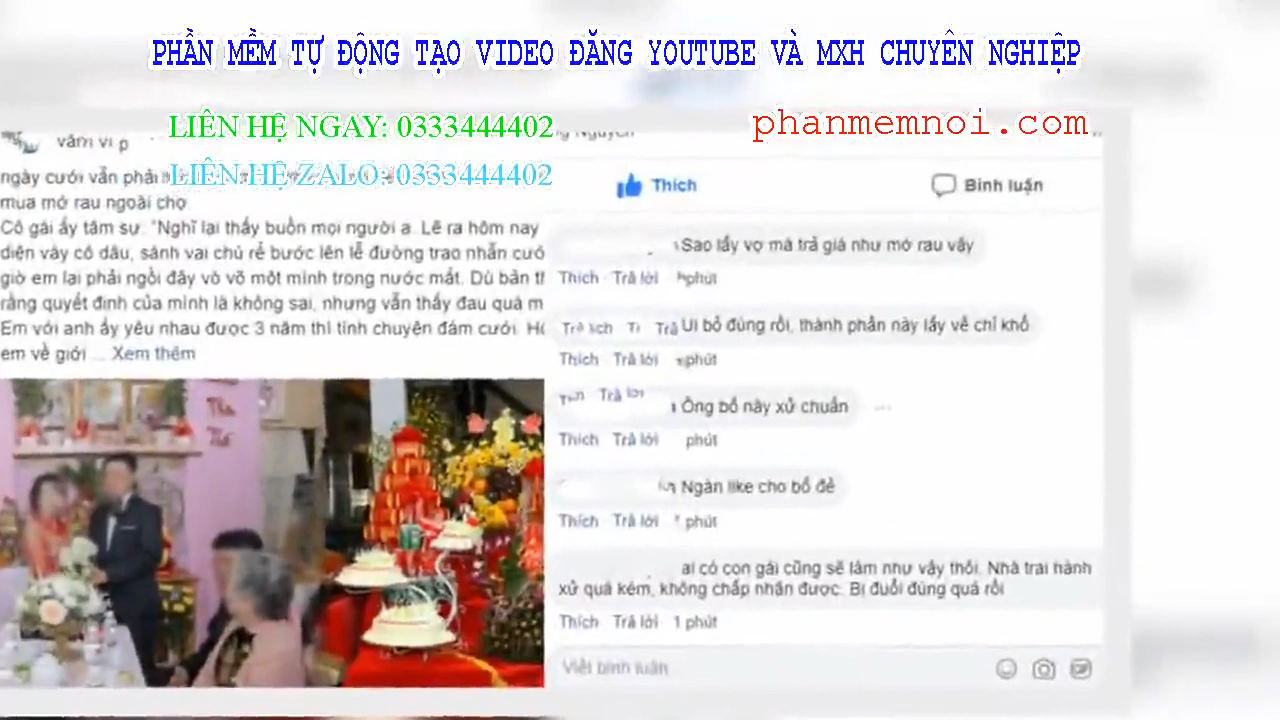 PHẦN MỀM TỰ ĐỘNG TẠO VIDEO ĐĂNG YOUTUBE VÀ MXH CHUYÊN NGHIỆP
LIÊN HỆ NGAY: 0333444402
phanmemnoi.com
LIÊN HỆ ZALO: 0333444402
ngày cưới vẫn phải
mua mớ rau ngoài chợ
Cô gái ấy tâm sự: "Nghĩ lại thấy buồn mọi người ạ. Lẽ ra hôm nay
diện váy cô dâu, sánh vai chú rể bước lên lễ đường trao nhẫn cưới
giờ em lại phải ngồi đây vò võ một mình trong nước mắt. Dù bản th
rằng quyết định của mình là không sai, nhưng vẫn thấy đau quá m
Em với anh ấy yêu nhau được 3 năm thì tính chuyện đám cưới.
em về giới ... Xem thêm
Thích
Bình luận
Sao lấy vợ mà trả giá như mớ rau vậy
Thích Trả lời phút
Ui bỏ đúng rồi, thành phần này lấy về chỉ khổ
Thích Trả lời phút
Ông bố này xử chuẩn
Thích Trả lời phút
Ngàn like cho bố đẻ
Thích Trả lời phút
ai có con gái cũng sẽ làm như vậy thôi. Nhà trai hành
xử quá kém, không chấp nhận được. Bị đuổi đúng quá rồi
Thích Trả lời 1 phút
Viết bình luận
GIF